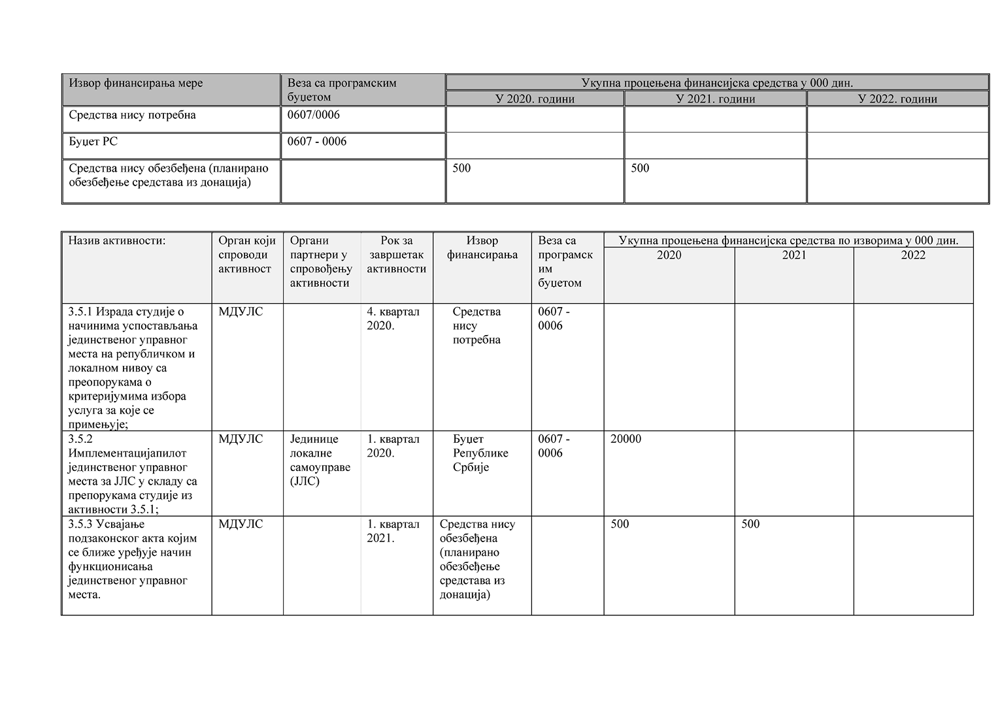 Извор финансирања мере
Веза са програмским
буџетом
Укупна процењена финансијска средства у 000 дин.
У 2020. години
У 2021. години
У 2022. години
Средства нису потребна
0607/0006
Буџет РС
0607 - 0006
Средства нису обезбеђена (планирано
обезбеђење средстава из донација)
500
500
Назив активности:
Орган који
спроводи
активност
Органи
партнери у
спровођењу
активности
Рок за
завршетак
активности
Извор
финансирања
Веза са
програмск
им
буџетом
Укупна процењена финансијска средства по изворима у 000 дин.
2020
2021
2022
3.5.1 Израда студије о
начинима успостављања
јединственог управног
места на републичком и
локалном нивоу са
преопорукама о
критеријумима избора
услуга за које се
примењује;
МДУЛС
4. квартал
2020.
Средства
нису
потребна
0607 -
0006
3.5.2
Имплементацијапилот
јединственог управног
места за ЈЛС у складу са
препорукама студије из
активности 3.5.1;
МДУЛС
Јединице
локалне
самоуправе
(ЈЛС)
1. квартал
2020.
Буџет
Републике
Србије
0607 -
0006
20000
3.5.3 Усвајање
подзаконског акта којим
се ближе уређује начин
функционисања
јединственог управног
места.
МДУЛС
1. квартал
2021.
Средства нису
обезбеђена
(планирано
обезбеђење
средстава из
донација)
500
500